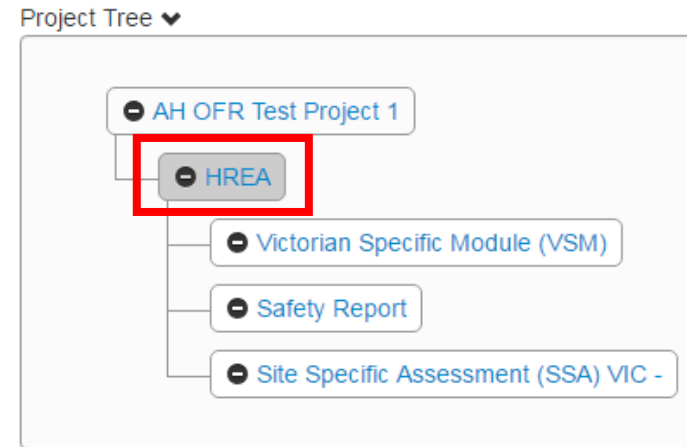 Project Tree
AH OFR Test Project 1
HREA
Victorian Specific Module (VSM)
Safety Report
Site Specific Assessment (SSA) VIC -